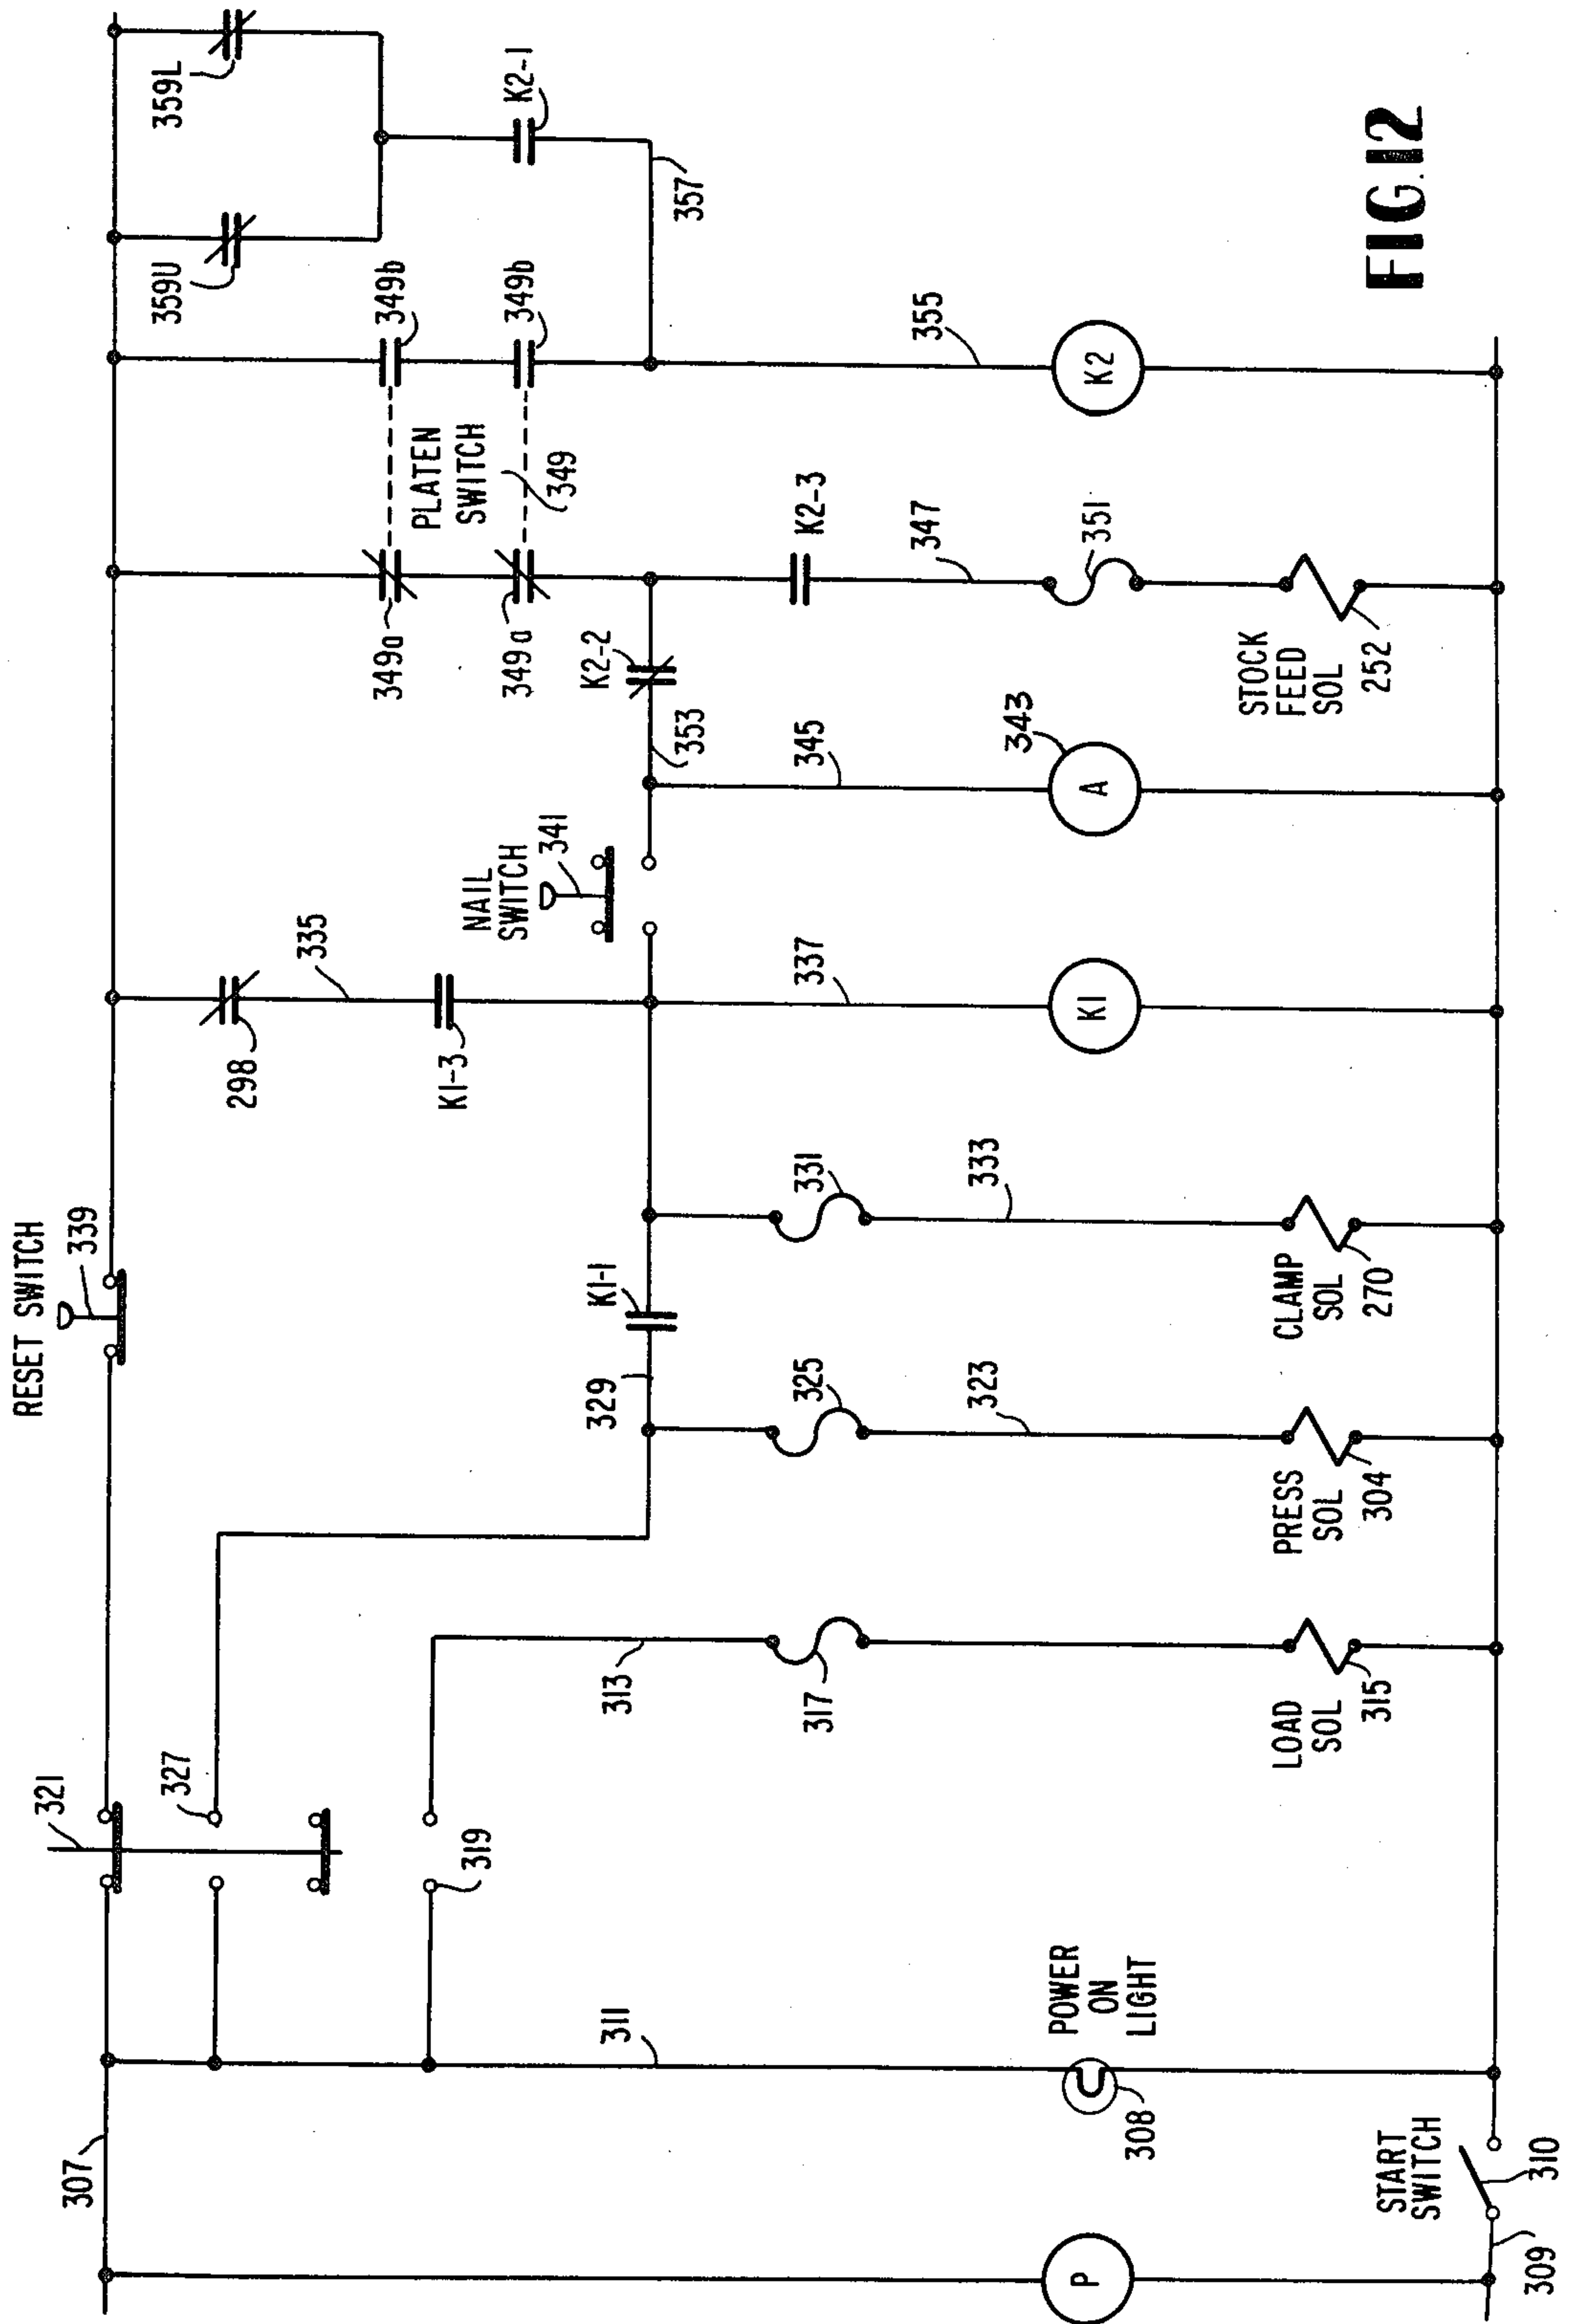 RESET SWITCH
339
321
307
327
319
329
K1-1
325
323
331
333
313
317
311
298
335
K1-3
337
K1
NAIL
SWITCH
341
343
345
353
A
K2-2
349a
349a
PLATEN
SWITCH
349
349b
349b
K2-3
347
351
355
K2
357
K2-1
359U
359L
POWER
ON
LIGHT
308
LOAD
SOL
315
PRESS
SOL
304
CLAMP
SOL
270
STOCK
FEED
SOL
252
P
START
SWITCH
310
309
FIG.12